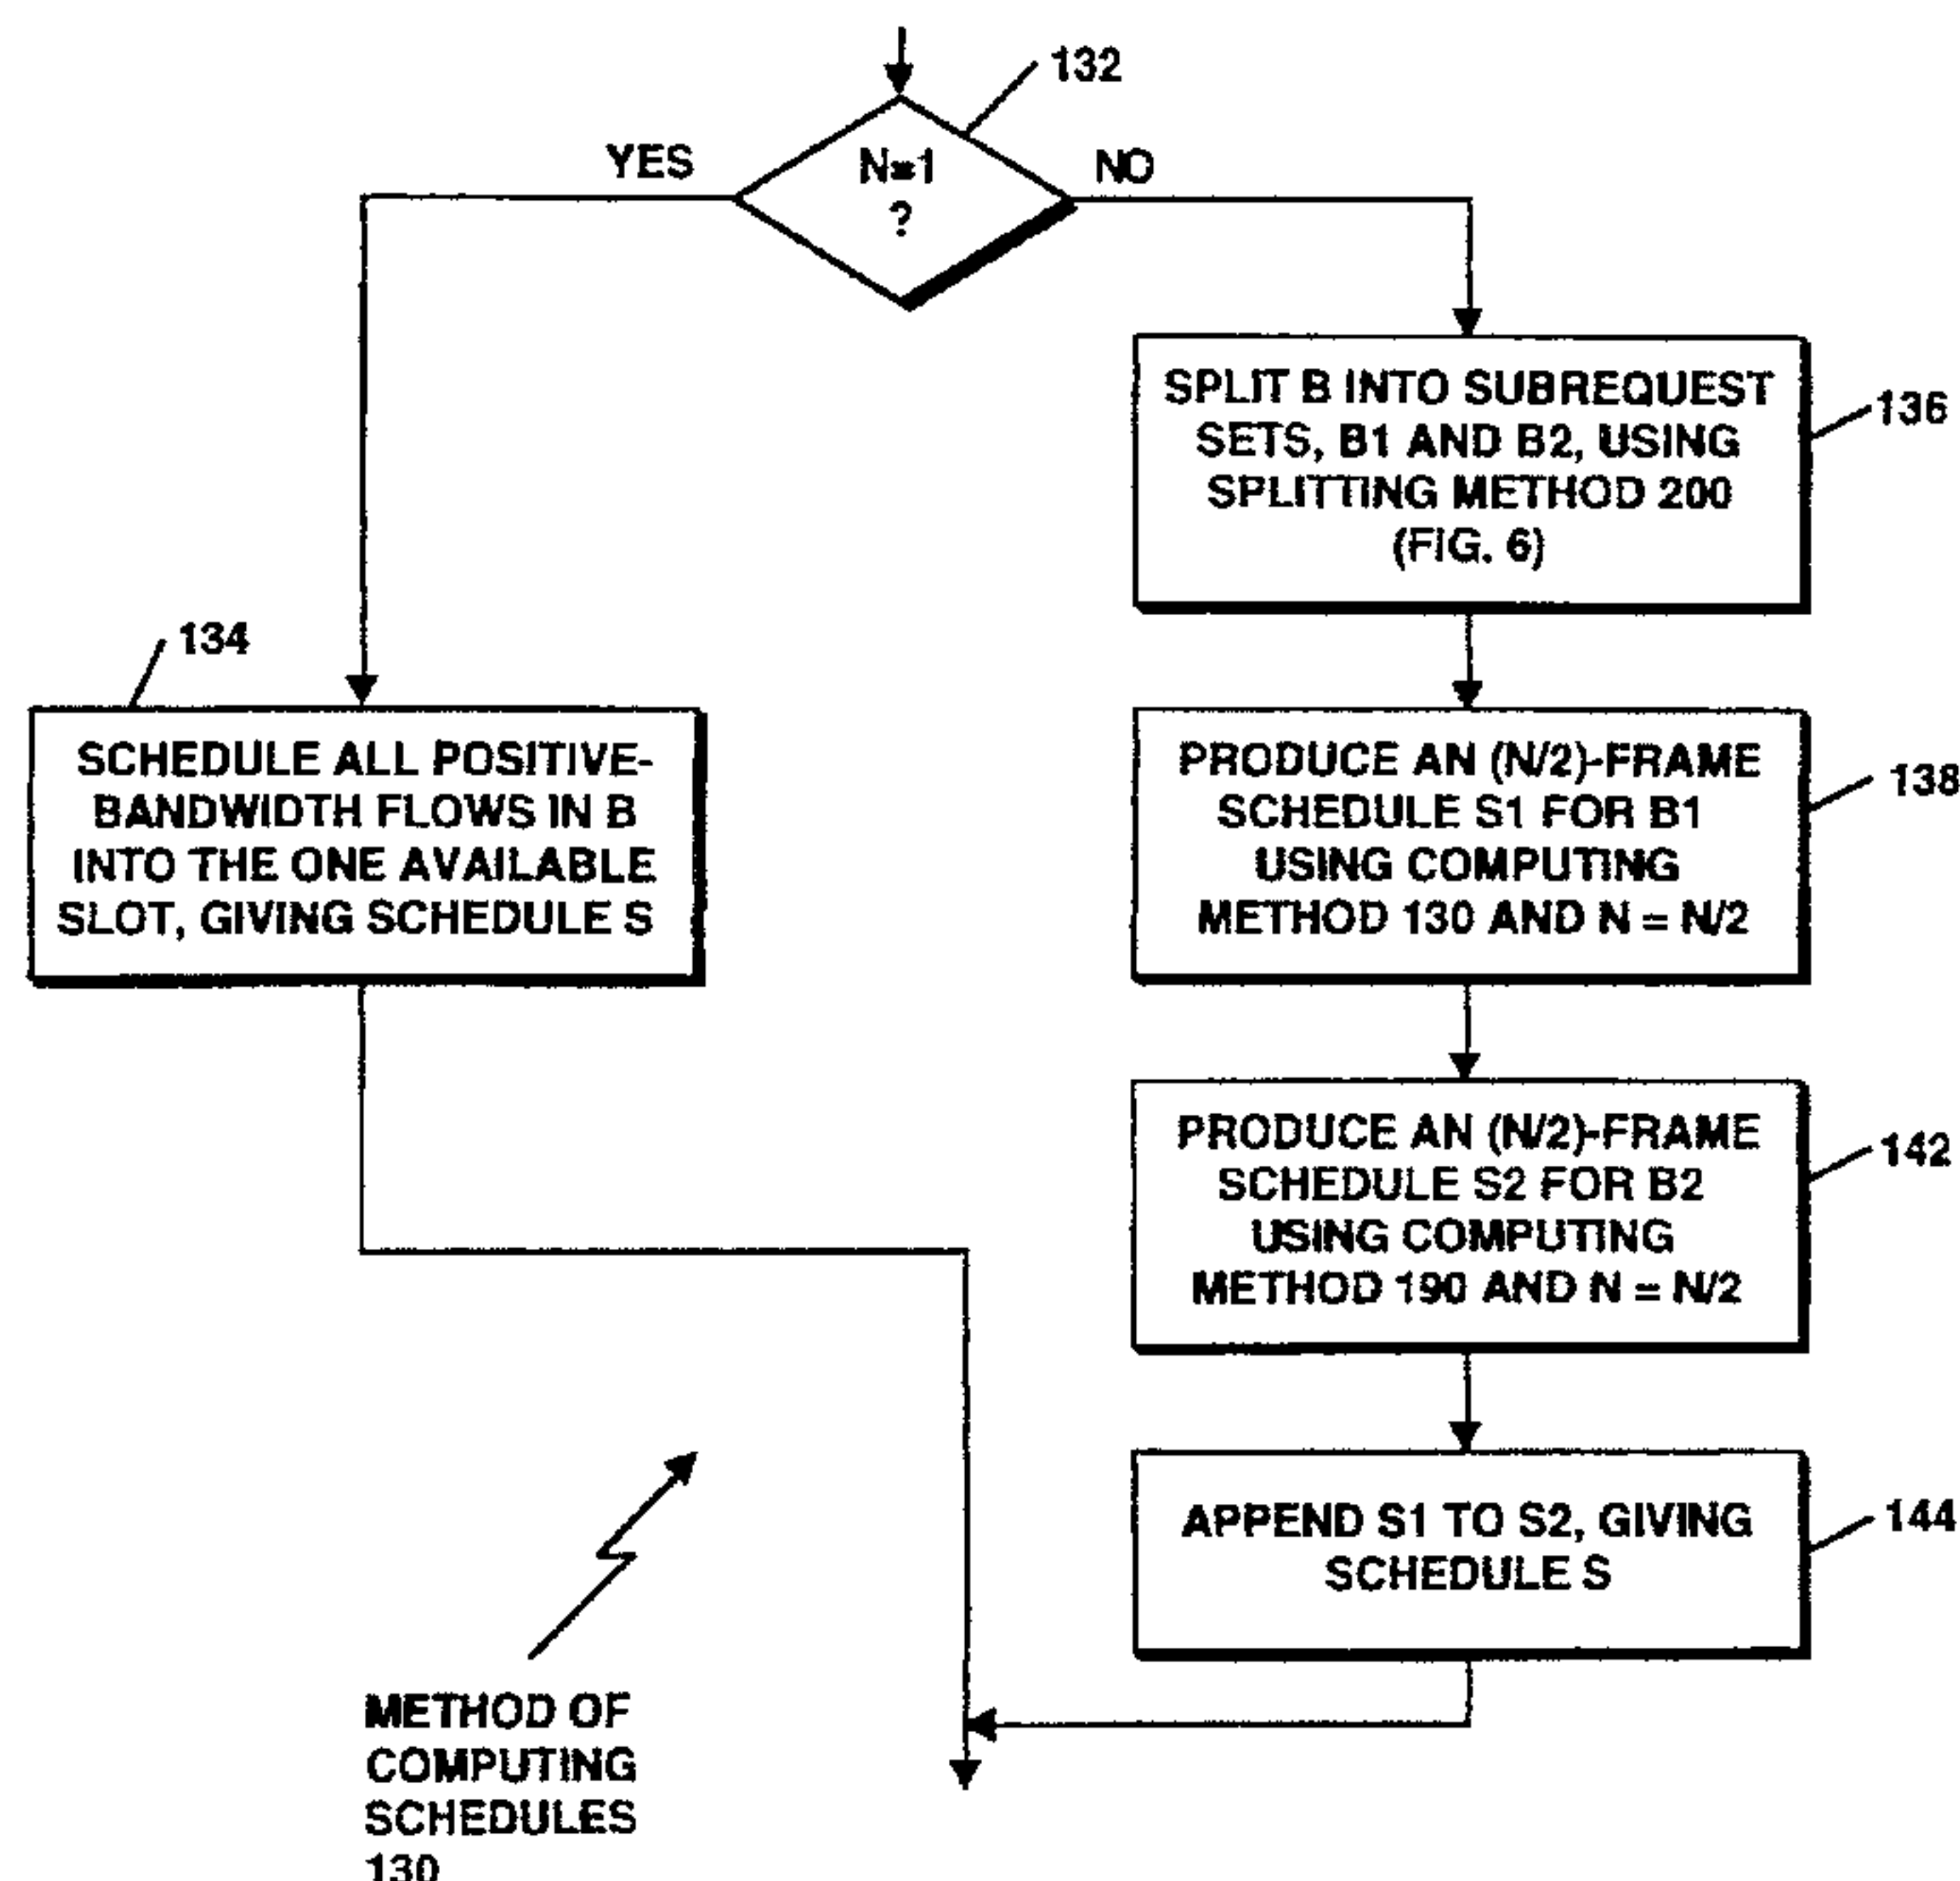 132
YES
N=1
?
NO
SPLIT B INTO SUBREQUEST
SETS, B1 AND B2, USING
SPLITTING METHOD 200
(FIG. 6)
136
134
SCHEDULE ALL POSITIVE-
BANDWIDTH FLOWS IN B
INTO THE ONE AVAILABLE
SLOT, GIVING SCHEDULE S
PRODUCE AN (N/2)-FRAME
SCHEDULE S1 FOR B1
USING COMPUTING
METHOD 130 AND N = N/2
138
PRODUCE AN (N/2)-FRAME
SCHEDULE S2 FOR B2
USING COMPUTING
METHOD 190 AND N = N/2
142
APPEND S1 TO S2, GIVING
SCHEDULE S
144
METHOD OF
COMPUTING
SCHEDULES
130